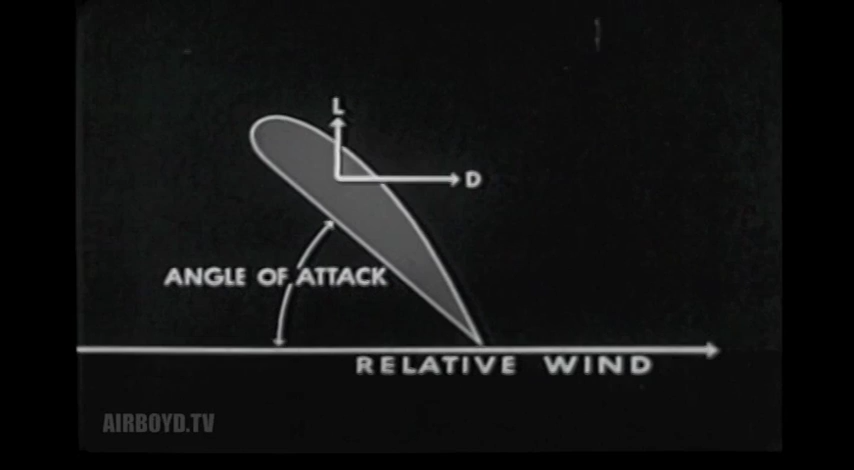 L
D
ANGLE OF ATTACK
RELATIVE WIND
AIRBOYD.TV